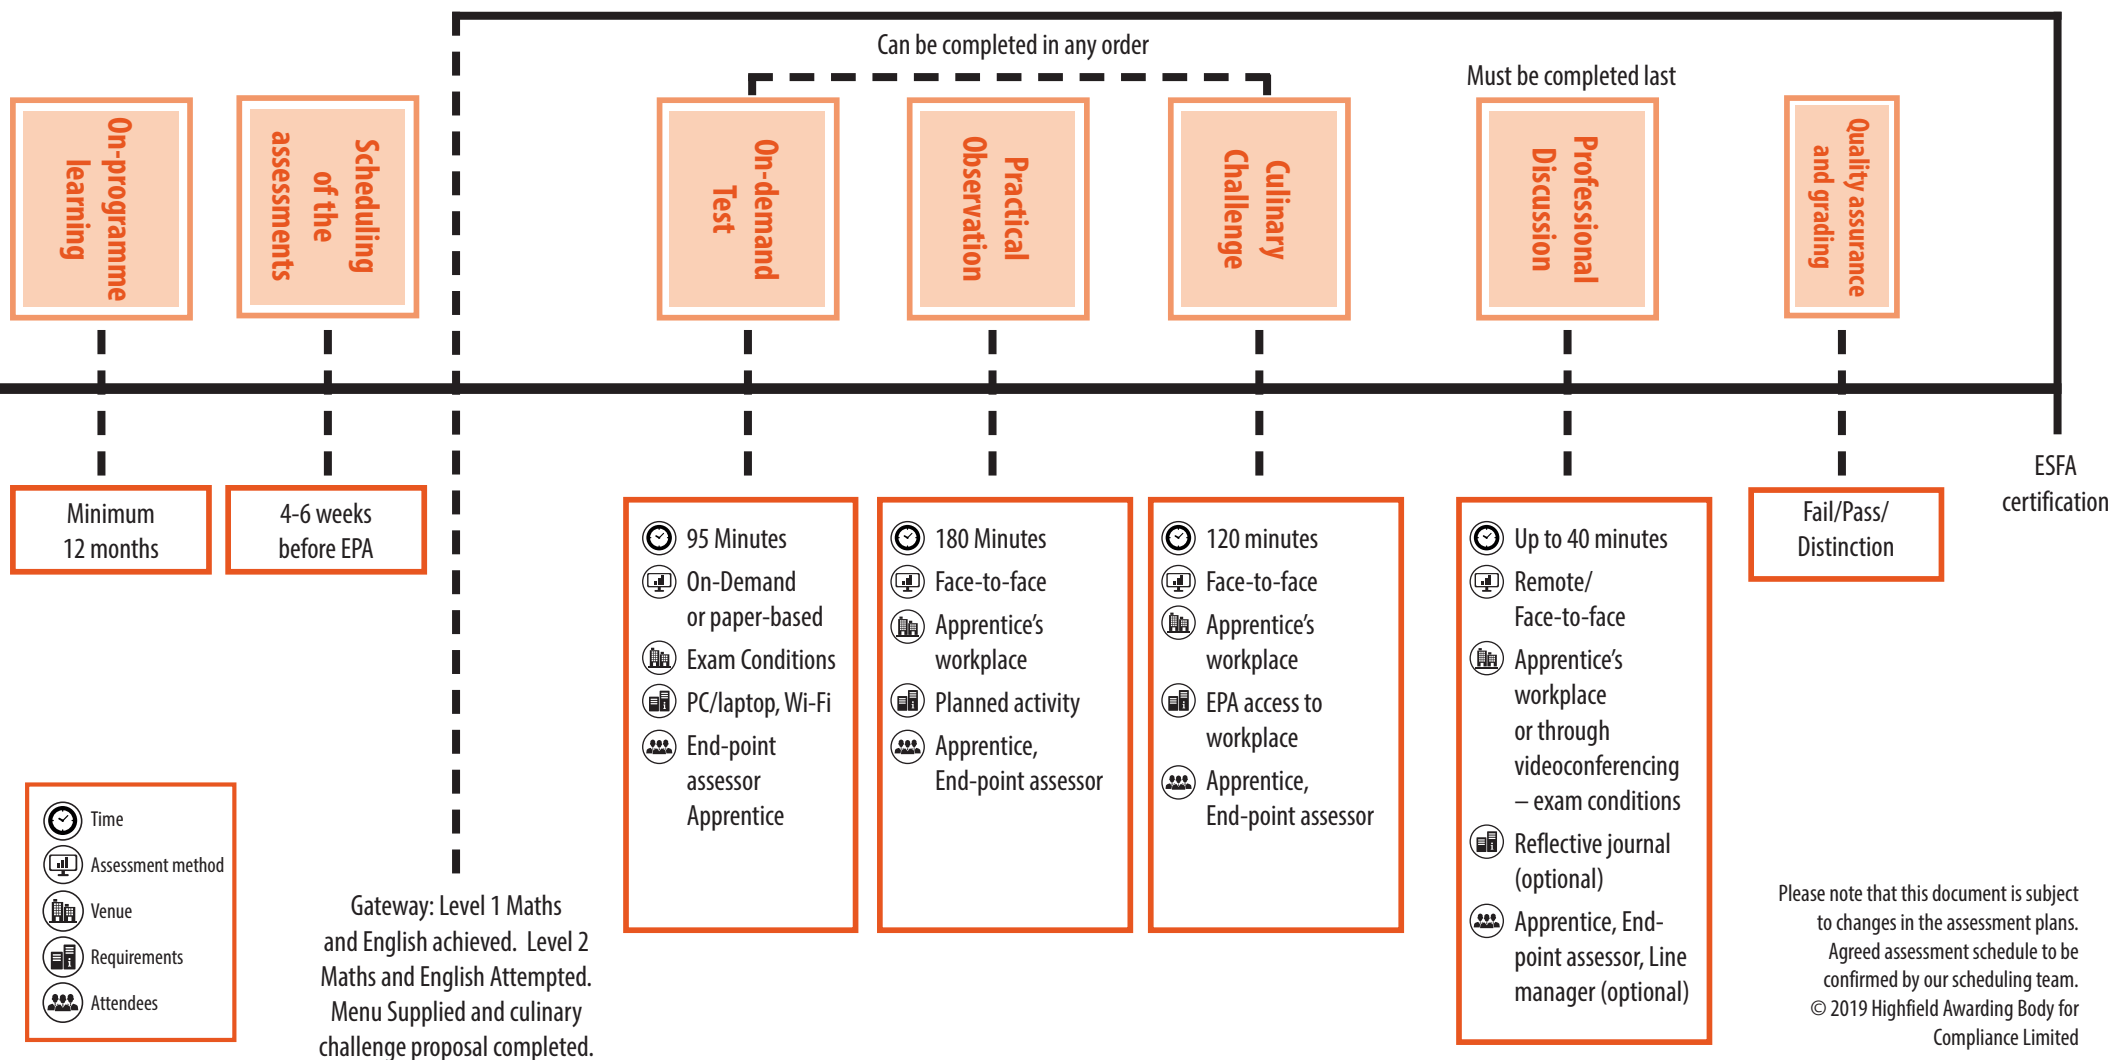 Can be completed in any order
Must be completed last
On-programme
learning
Scheduling
of the
assessments
On-demand
Test
Practical
Observation
Culinary
Challenge
Professional
Discussion
Quality assurance
and grading
Minimum
12 months
4-6 weeks
before EPA
95 Minutes
On-Demand
or paper-based
Exam Conditions
PC/laptop, Wi-Fi
End-point
assessor
Apprentice
180 Minutes
Face-to-face
Apprentice's
workplace
Planned activity
Apprentice,
End-point assessor
120 minutes
Face-to-face
Apprentice's
workplace
EPA access to
workplace
Apprentice,
End-point assessor
Up to 40 minutes
Remote/
Face-to-face
Apprentice's
workplace
or through
videoconferencing
– exam conditions
Reflective journal
(optional)
Apprentice, End-
point assessor, Line
manager (optional)
Fail/Pass/
Distinction
ESFA
certification
Time
Assessment method
Venue
Requirements
Attendees
Gateway: Level 1 Maths
and English achieved.  Level 2
Maths and English Attempted.
Menu Supplied and culinary
challenge proposal completed.
Please note that this document is subject
to changes in the assessment plans.
Agreed assessment schedule to be
confirmed by our scheduling team.
© 2019 Highfield Awarding Body for
Compliance Limited